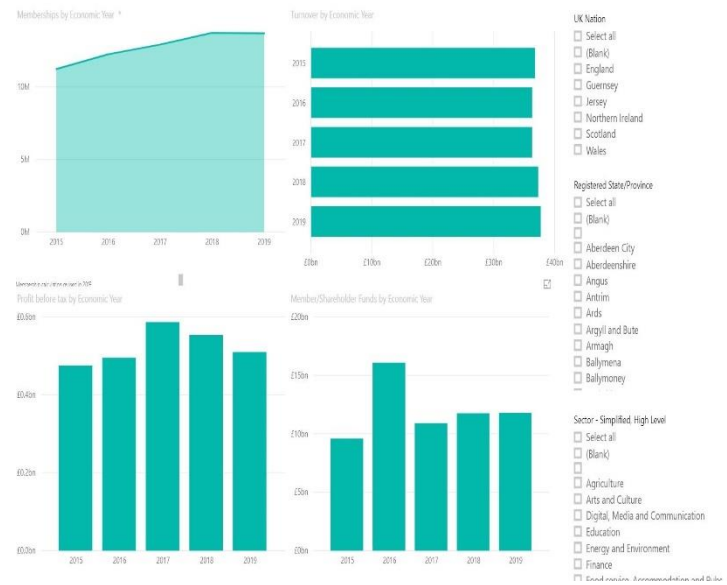 Memberships by Economic Year *
10M
5M
0M
2015 2016 2017 2018 2019
Turnover by Economic Year
2015
2016
2017
2018
2019
£0bn £10bn £20bn £30bn £40bn
Profit before tax by Economic Year
£0.6bn
£0.4bn
£0.2bn
£0.0bn
2015 2016 2017 2018 2019
Member/Shareholder Funds by Economic Year
£20bn
£15bn
£10bn
£5bn
£0bn
2015 2016 2017 2018 2019
UK Nation
Select all
(Blank)
England
Guernsey
Jersey
Northern Ireland
Scotland
Wales
Registered State/Province
Select all
(Blank)
Aberdeen City
Aberdeenshire
Angus
Antrim
Ards
Argyll and Bute
Armagh
Ballymena
Ballymoney
Sector - Simplified, High Level
Select all
(Blank)
Agriculture
Arts and Culture
Digital, Media and Communication
Education
Energy and Environment
Finance
Food service, Accommodation and Pubs